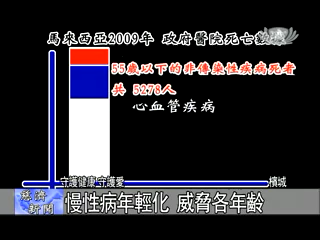 馬來西亞2009年 政府醫院死亡數
55歲以下的非傳染性疾病死者
共 5278人
心血管疾病
守護健康 守護愛
檳城
慈濟
新聞
慢性病年輕化 威脅各年齡